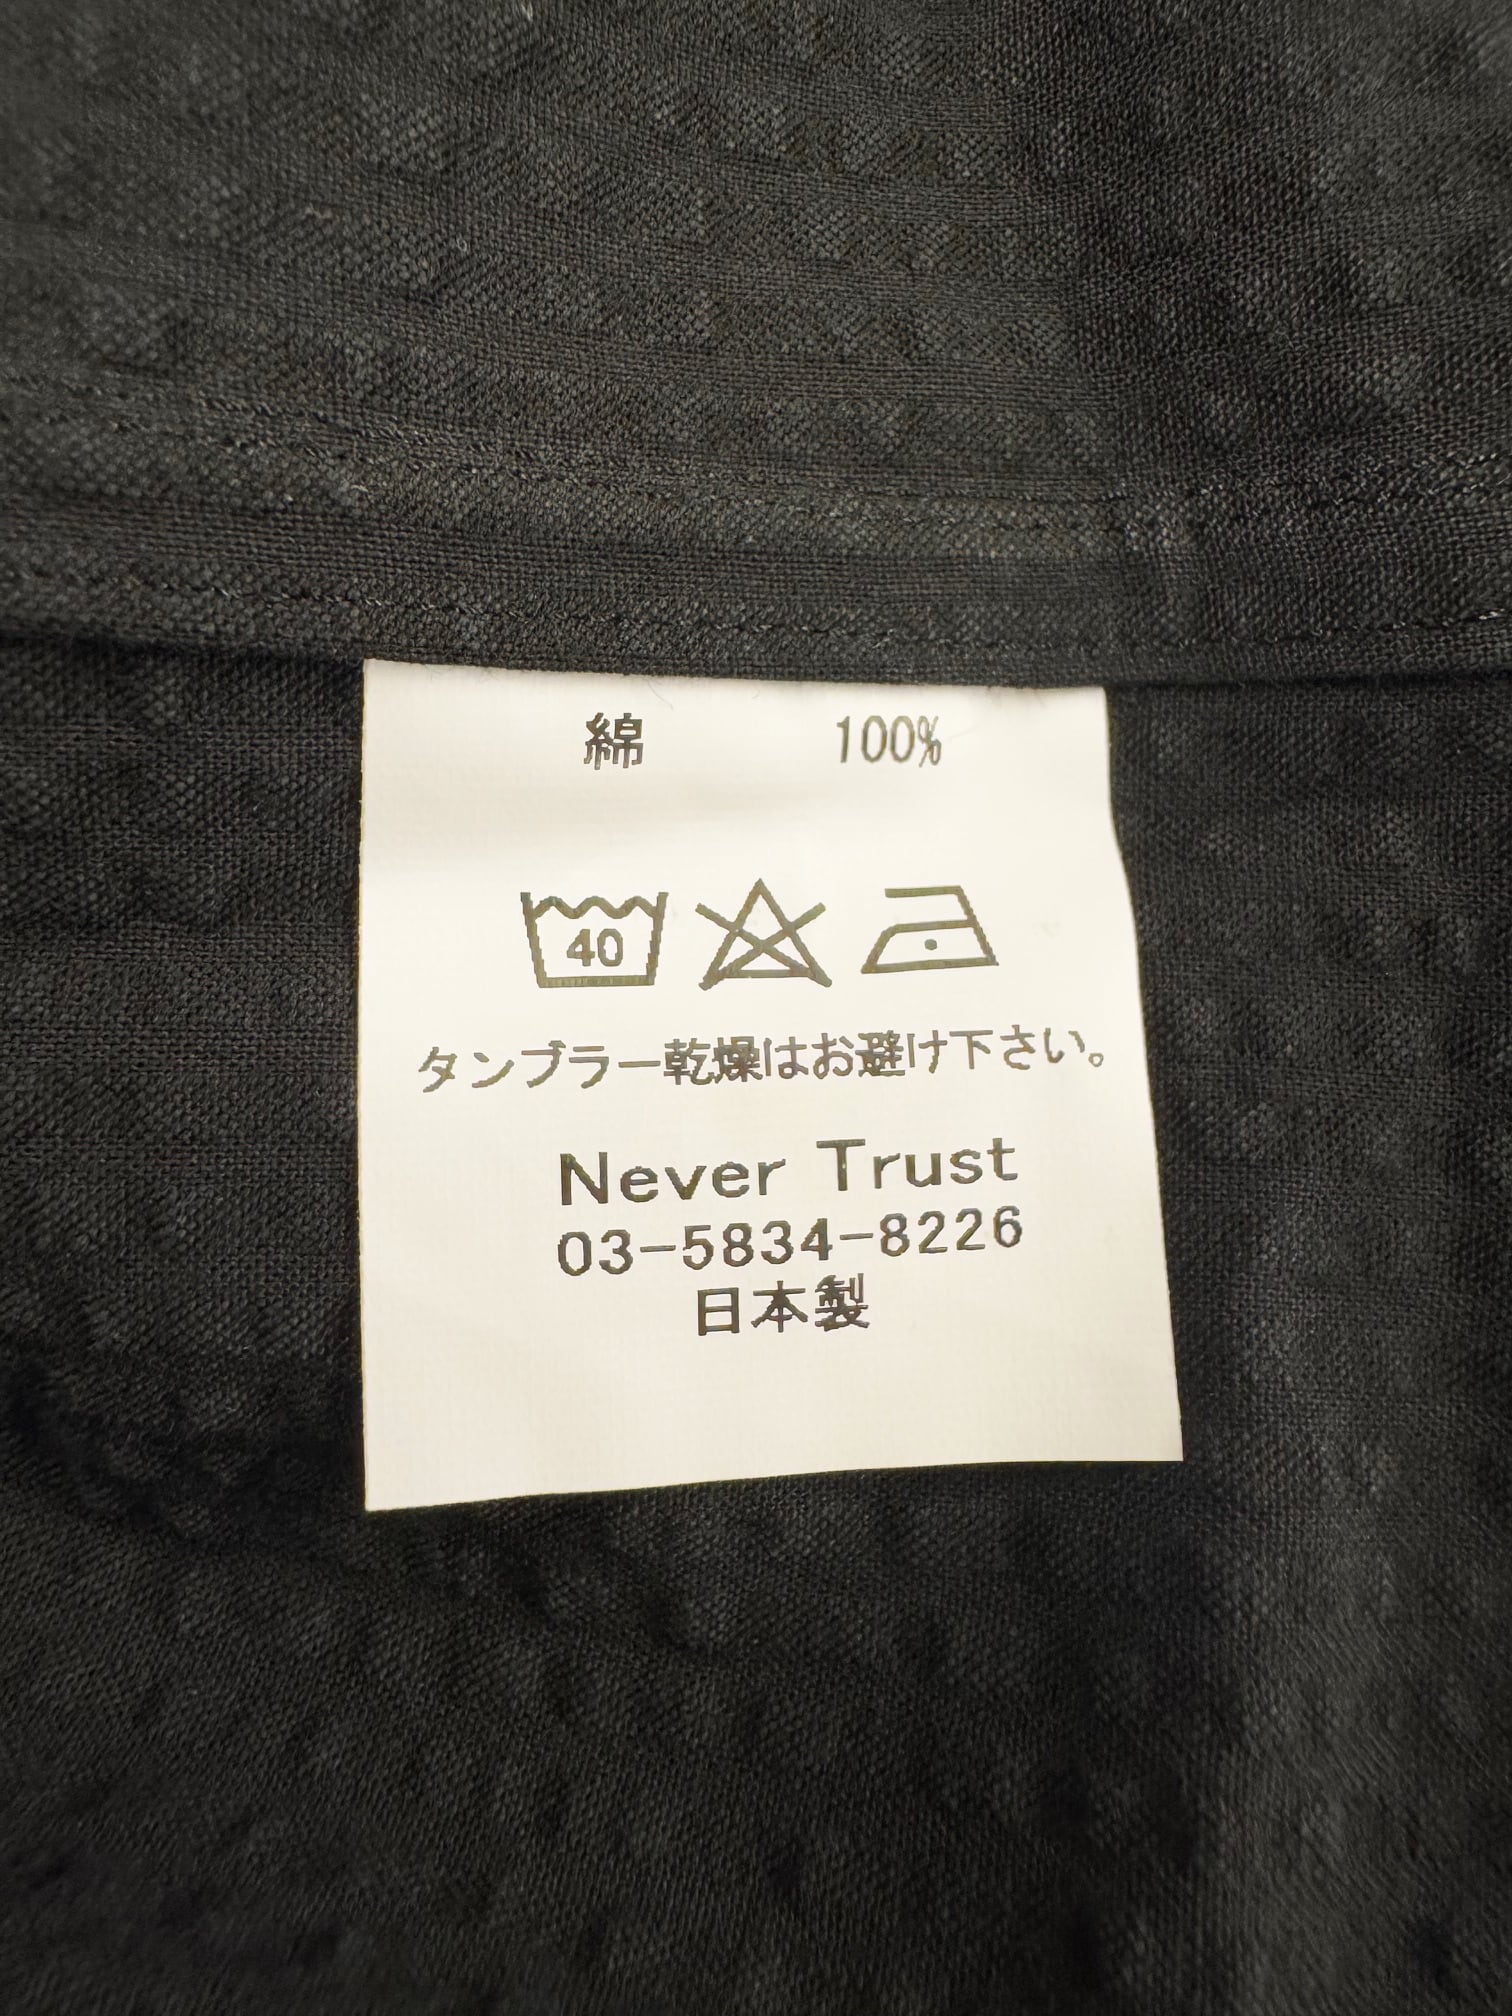 綿 100%
40
タンブラー乾燥はお避け下さい。
Never Trust
03-5834-8226
日本製